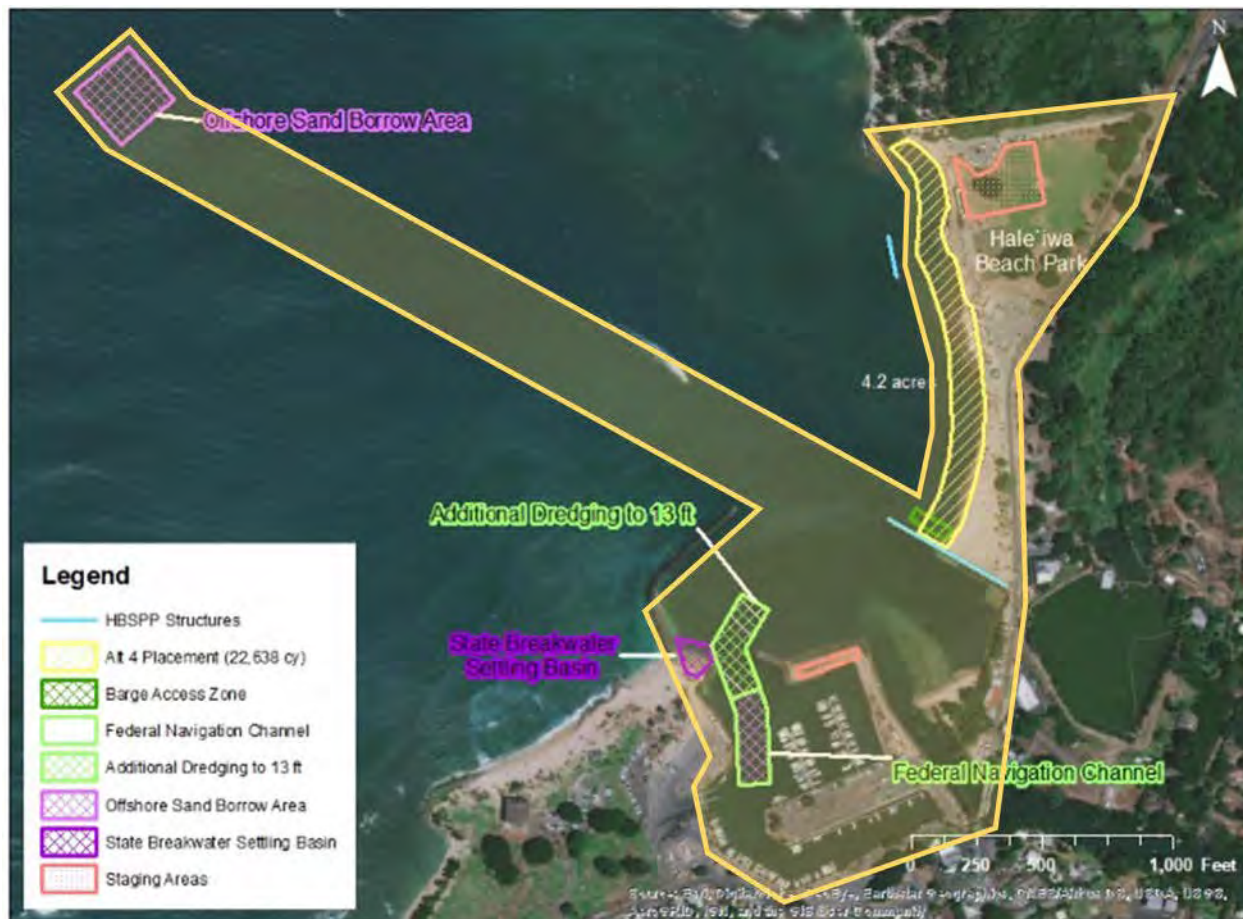 N
Offshore Sand Borrow Area
Hale`iwa
Beach Park
4.2 acre
Additional Dredging to 13 ft
State Breakwater
Settling Basin
Federal Navigation Channel
Legend
HBSPP Structures
Alt 4 Placement (22,638 cy)
Barge Access Zone
Federal Navigation Channel
Additional Dredging to 13 ft
Offshore Sand Borrow Area
State Breakwater Settling Basin
Staging Areas
0 250 500 1,000 Feet